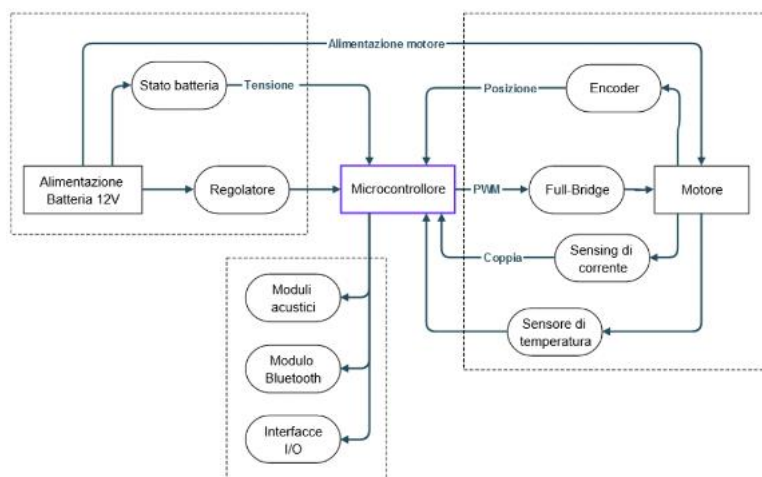 Alimentazione motore
Stato batteria
Tensione
Posizione
Encoder
Alimentazione
Batteria 12V
Regolatore
Microcontrollore
PWM
Full-Bridge
Motore
Coppia
Sensing di
corrente
Moduli
acustici
Sensore di
temperatura
Modulo
Bluetooth
Interfacce
I/O